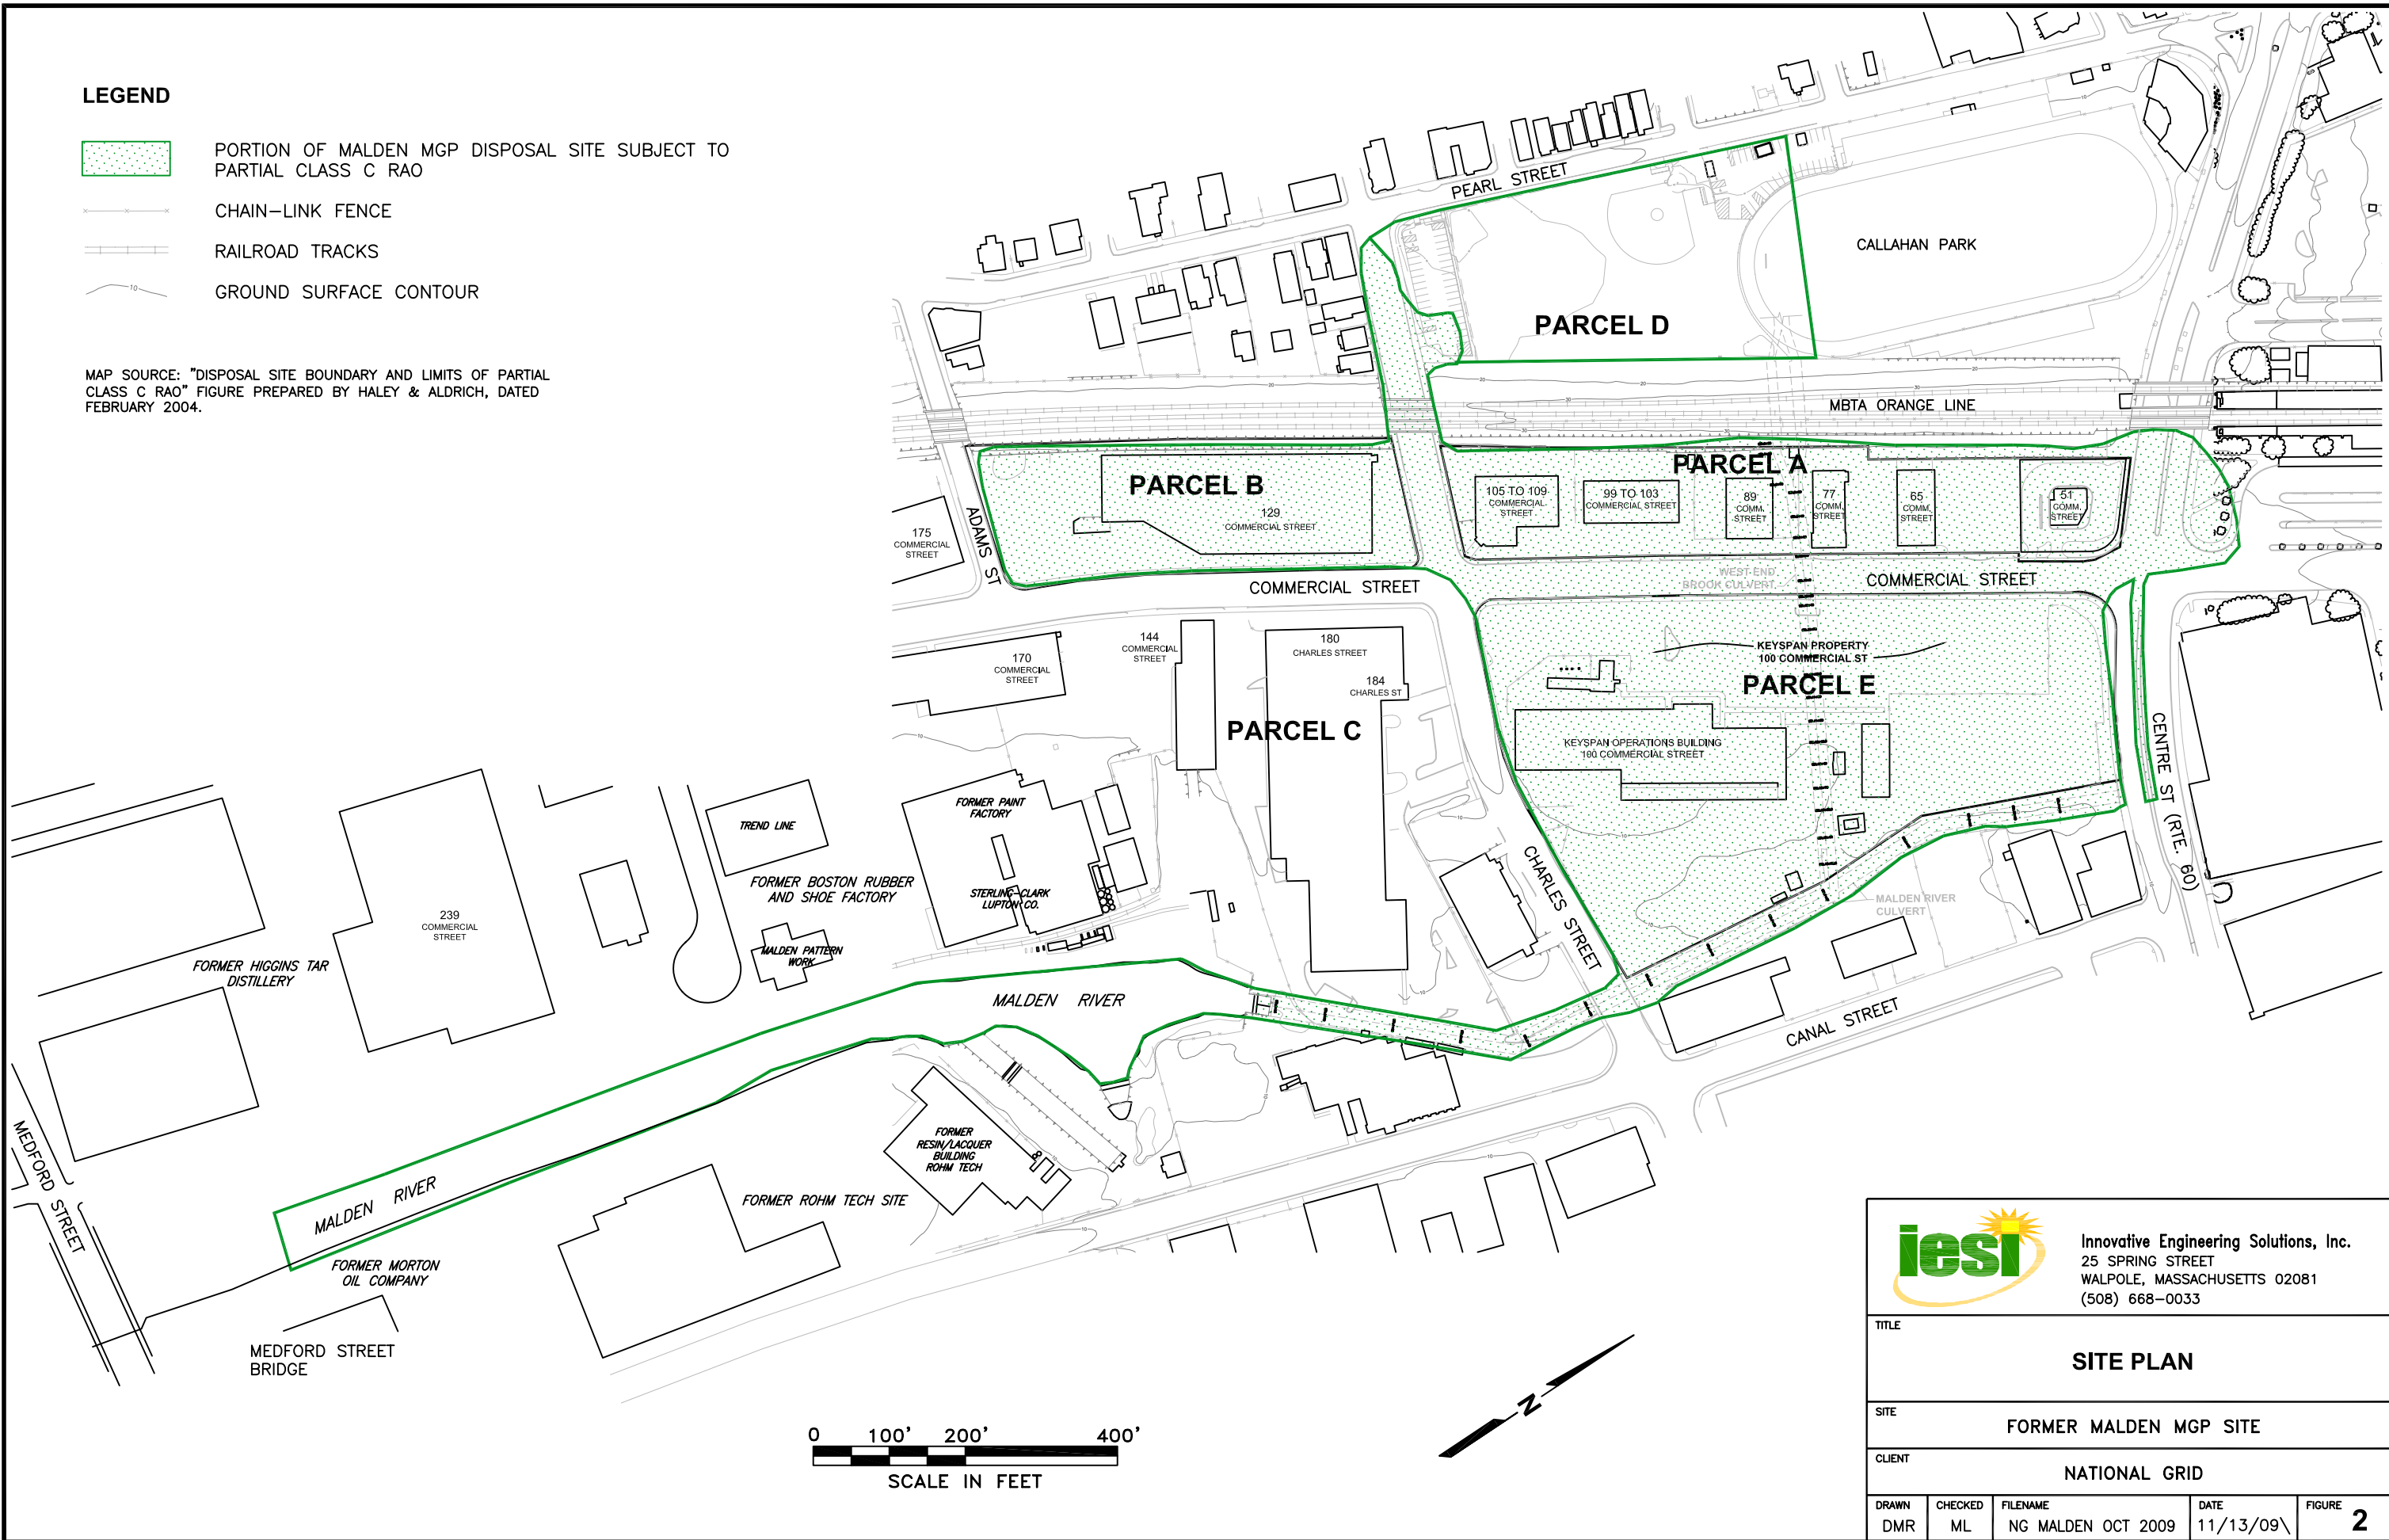 LEGEND
PORTION OF MALDEN MGP DISPOSAL SITE SUBJECT TO
PARTIAL CLASS C RAO
CHAIN-LINK FENCE
RAILROAD TRACKS
10
GROUND SURFACE CONTOUR
MAP SOURCE: "DISPOSAL SITE BOUNDARY AND LIMITS OF PARTIAL
CLASS C RAO" FIGURE PREPARED BY HALEY & ALDRICH, DATED
FEBRUARY 2004.
PEARL STREET
CALLAHAN PARK
PARCEL D
MBTA ORANGE LINE
PARCEL A
PARCEL B
129
COMMERCIAL STREET
105 TO 109
COMMERCIAL
STREET
99 TO 103
COMMERCIAL STREET
89
COMM.
STREET
77
COMM.
STREET
65
COMM.
STREET
51
COMM.
STREET
175
COMMERCIAL
STREET
ADAMS ST
COMMERCIAL STREET
WEST END
BROOK CULVERT
COMMERCIAL STREET
170
COMMERCIAL
STREET
144
COMMERCIAL
STREET
180
CHARLES STREET
184
CHARLES ST
PARCEL C
KEYSPAN PROPERTY
100 COMMERCIAL ST
PARCEL E
KEYSPAN OPERATIONS BUILDING
100 COMMERCIAL STREET
CENTRE ST (RTE. 60)
CHARLES STREET
MALDEN RIVER
CULVERT
CANAL STREET
TREND LINE
FORMER PAINT
FACTORY
FORMER BOSTON RUBBER
AND SHOE FACTORY
STERLING-CLARK
LUPTON CO.
MALDEN PATTERN
WORK
239
COMMERCIAL
STREET
FORMER HIGGINS TAR
DISTILLERY
MALDEN RIVER
MALDEN RIVER
MEDFORD STREET
FORMER
RESIN/LACQUER
BUILDING
ROHM TECH
FORMER ROHM TECH SITE
FORMER MORTON
OIL COMPANY
MEDFORD STREET
BRIDGE
0 100' 200' 400'
SCALE IN FEET
N
iesi
Innovative Engineering Solutions, Inc.
25 SPRING STREET
WALPOLE, MASSACHUSETTS 02081
(508) 668-0033
TITLE
SITE PLAN
SITE
FORMER MALDEN MGP SITE
CLIENT
NATIONAL GRID
DRAWN
DMR
CHECKED
ML
FILENAME
NG MALDEN OCT 2009
DATE
11/13/09\
FIGURE
2